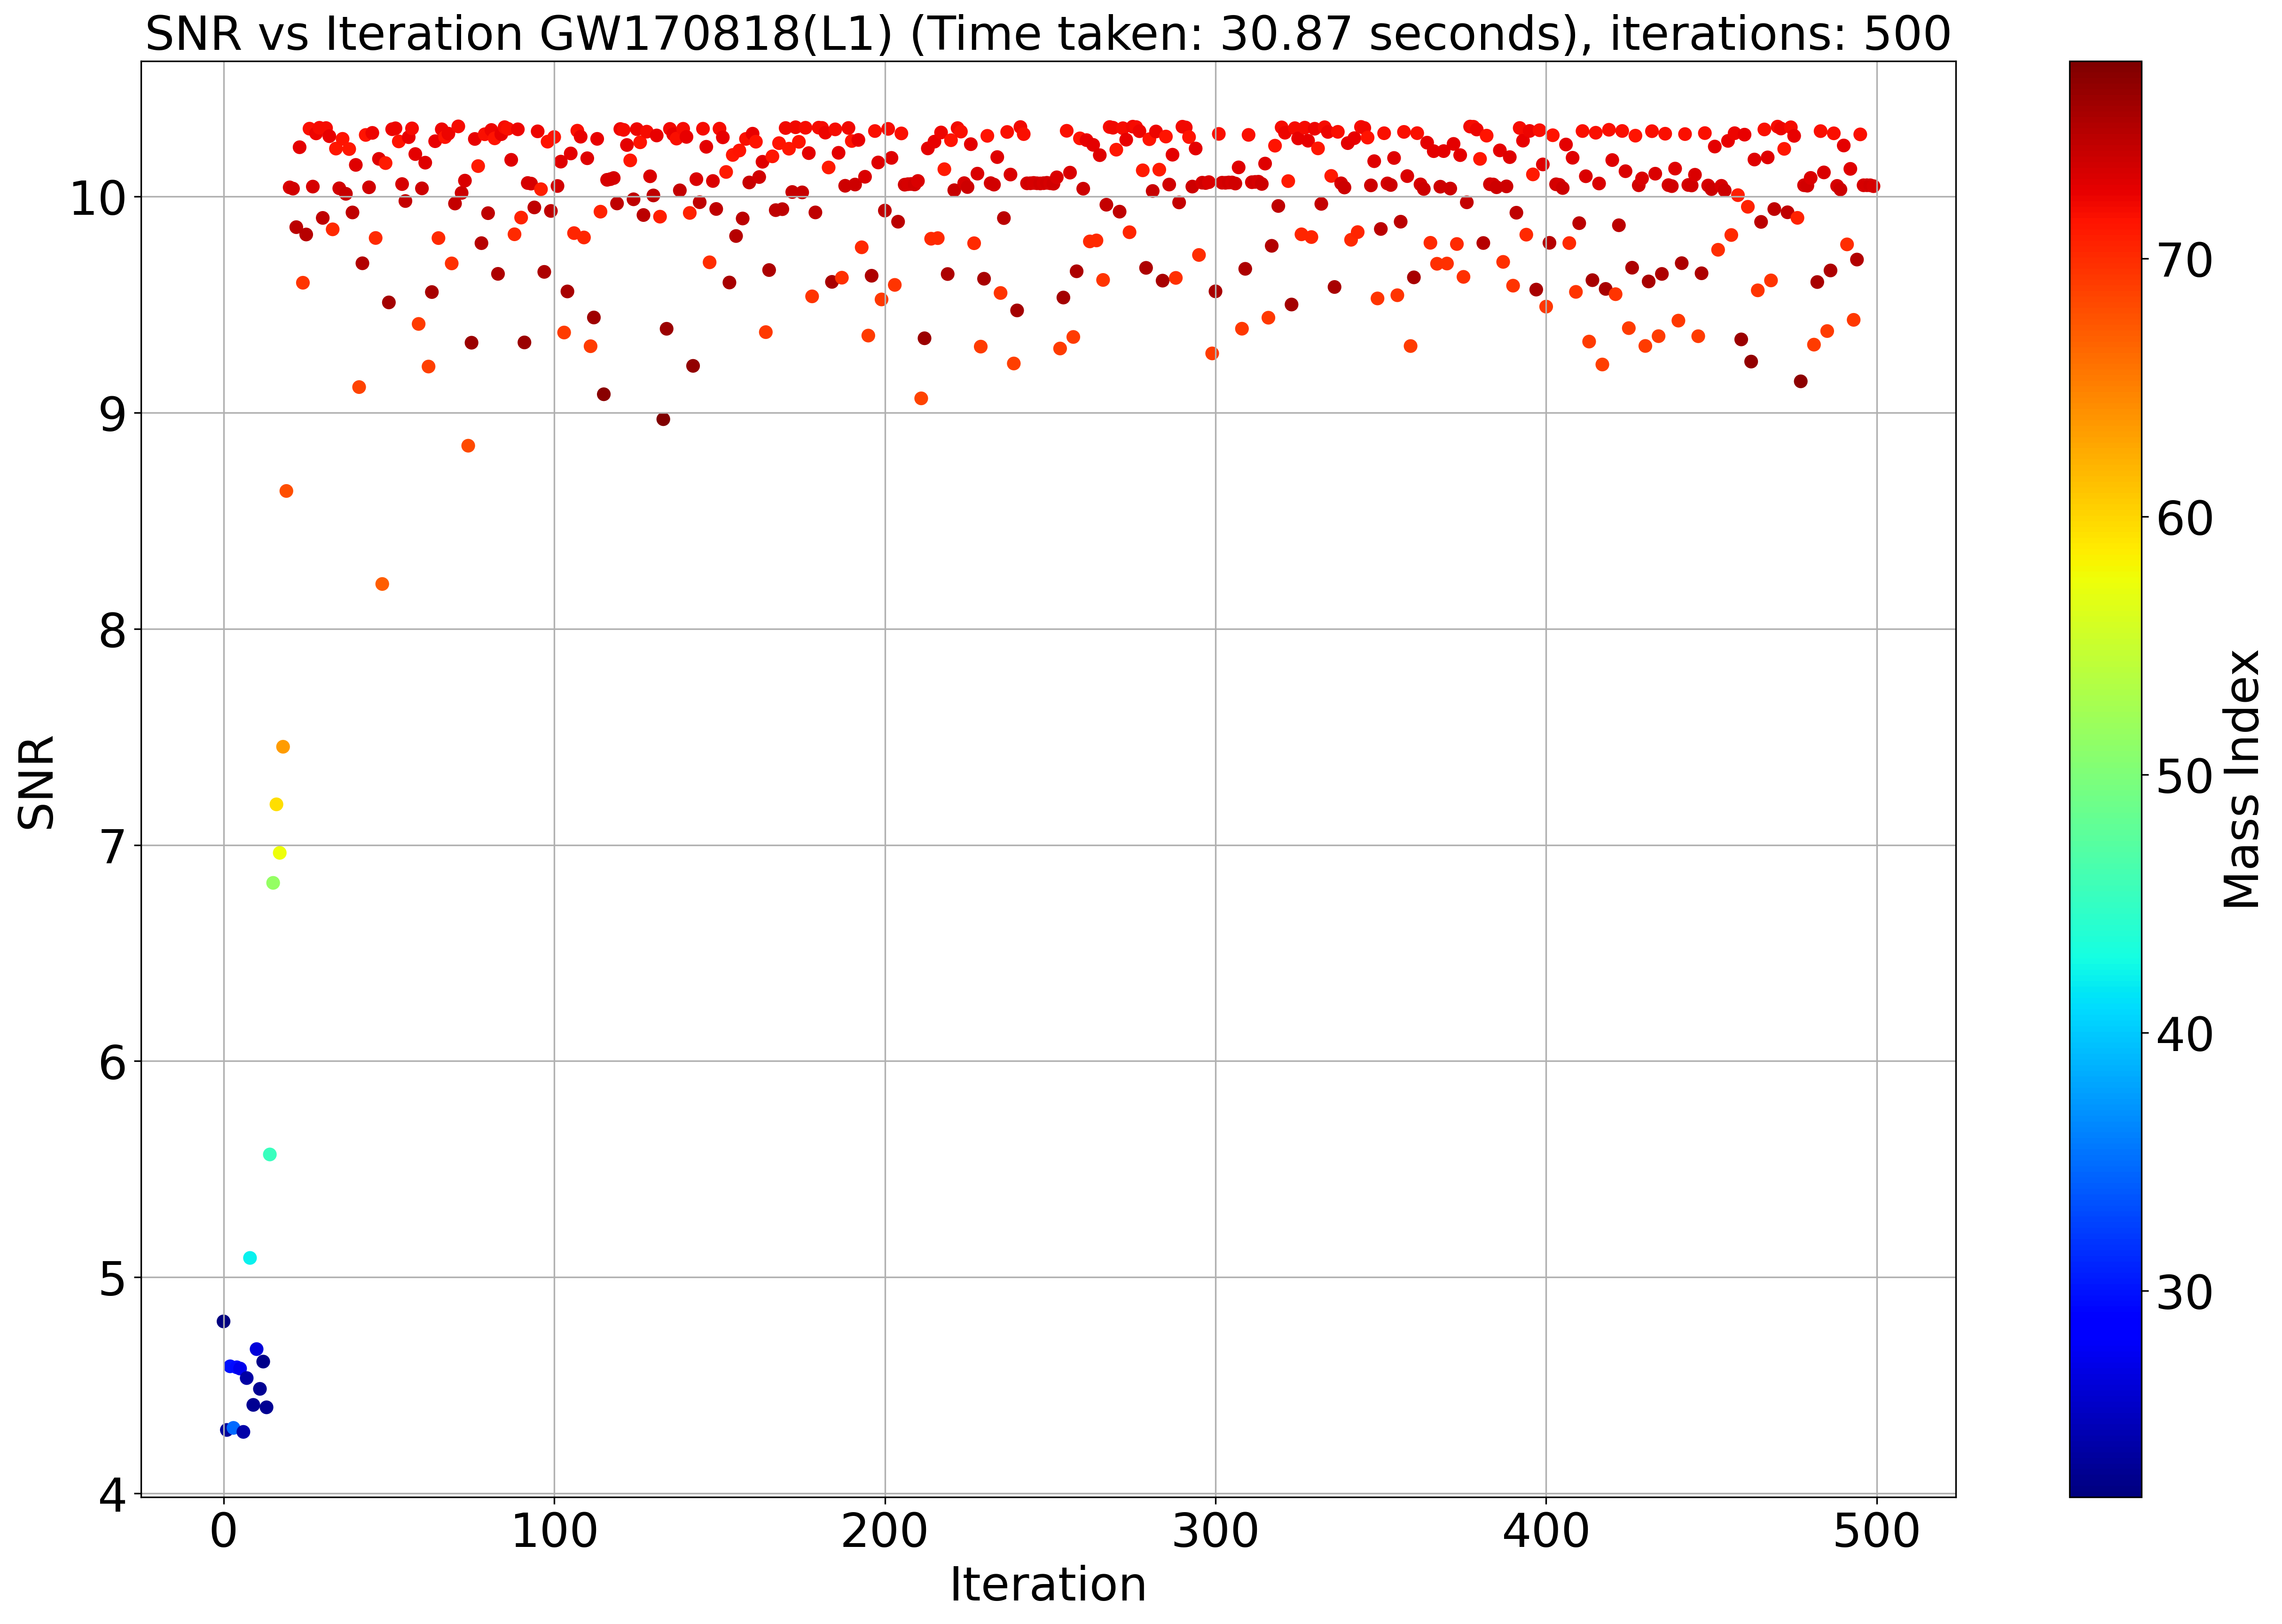 SNR vs Iteration GW170818(L1) (Time taken: 30.87 seconds), iterations: 500
10
9
8
7
6
5
4
SNR
0 100 200 300 400 500
Iteration
70
60
50
40
30
Mass Index